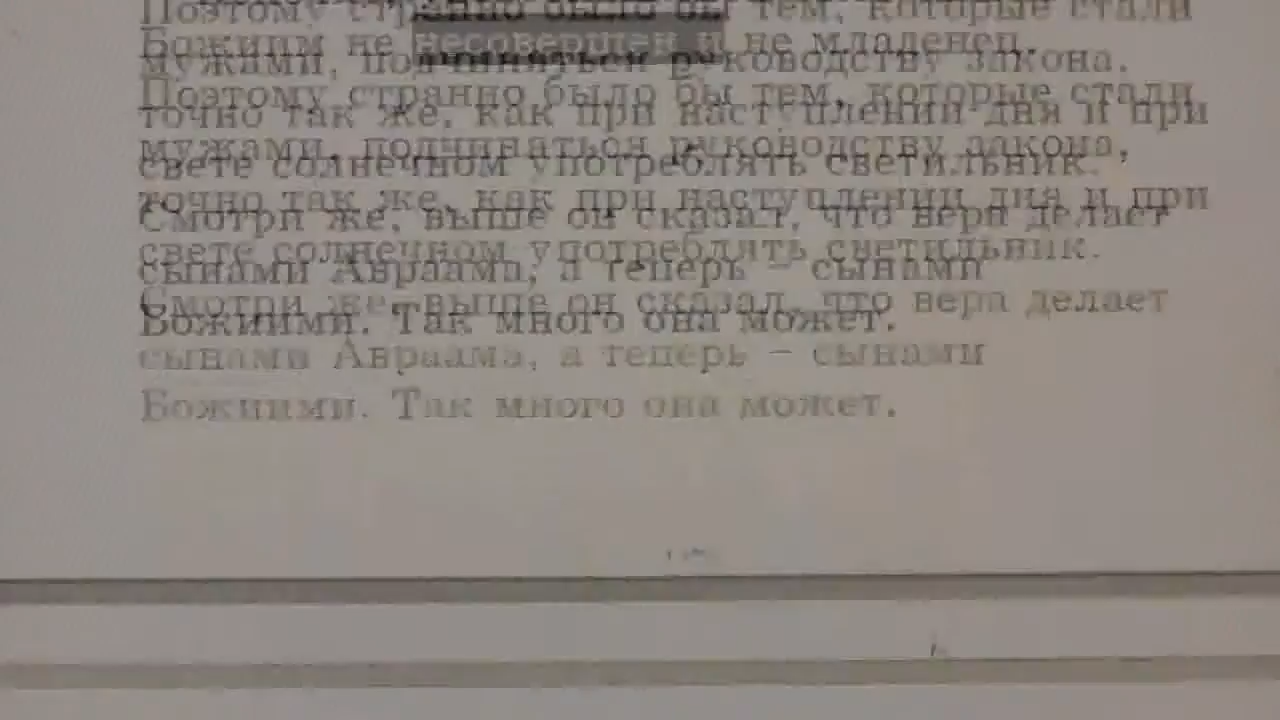 Божиим не несовершен и не младенец.
Поэтому странно было бы тем, которые стали
мужами, подчиняться руководству закона,
точно так же, как при наступлении дня и при
свете солнечном употреблять светильник.
Смотри же, выше он сказал, что вера делает
сынами Авраама, а теперь – сынами
Божиими. Так много она может.